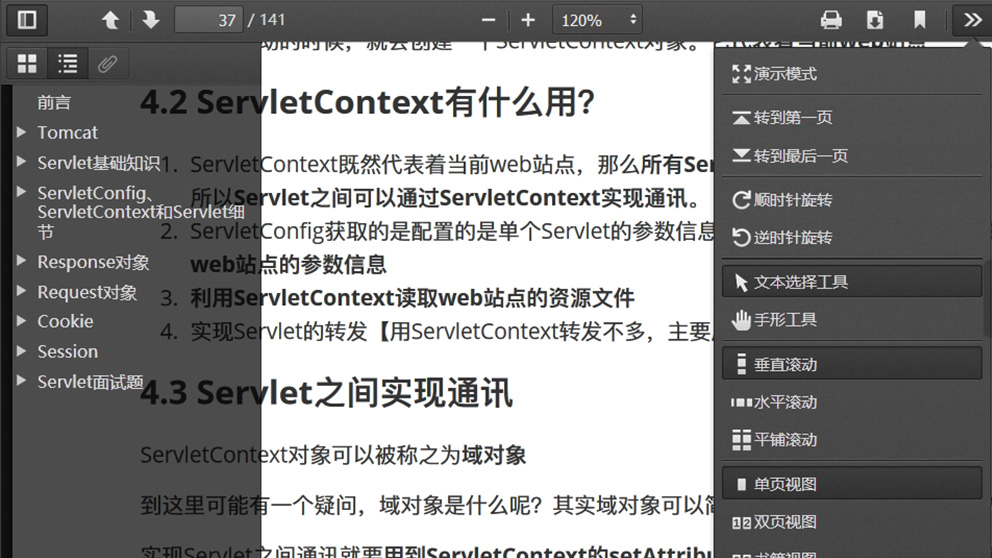 37 / 141
120%
前言
Tomcat
Servlet基础知识
ServletConfig、
ServletContext和Servlet细
节
Response对象
Request对象
Cookie
Session
Servlet面试题
动的时候，就会创建一个ServletContext对象。
4.2 ServletContext有什么用？
1. ServletContext既然代表着当前web站点，那么所有Ser
所以Servlet之间可以通过ServletContext实现通讯。
2. ServletConfig获取的是配置的是单个Servlet的参数信息
web站点的参数信息
3. 利用ServletContext读取web站点的资源文件
4. 实现Servlet的转发【用ServletContext转发不多，主要
4.3 Servlet之间实现通讯
ServletContext对象可以被称之为域对象
到这里可能有一个疑问，域对象是什么呢？其实域对象可以简
实现Servlet之间通讯就要用到ServletContext的setAttribu
演示模式
转到第一页
转到最后一页
顺时针旋转
逆时针旋转
文本选择工具
手形工具
垂直滚动
水平滚动
平铺滚动
单页视图
双页视图
书籍视图